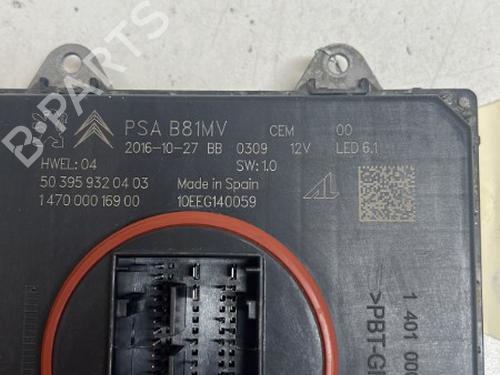 B-PARTS
PSA B81MV CEM 00
2016-10-27 BB 0309 12V LED 6.1
HWEL: 04 SW: 1.0
50 395 932 04 03 Made in Spain
1 470 000 169 00 10EEG140059
1 401 000
>PBT-G